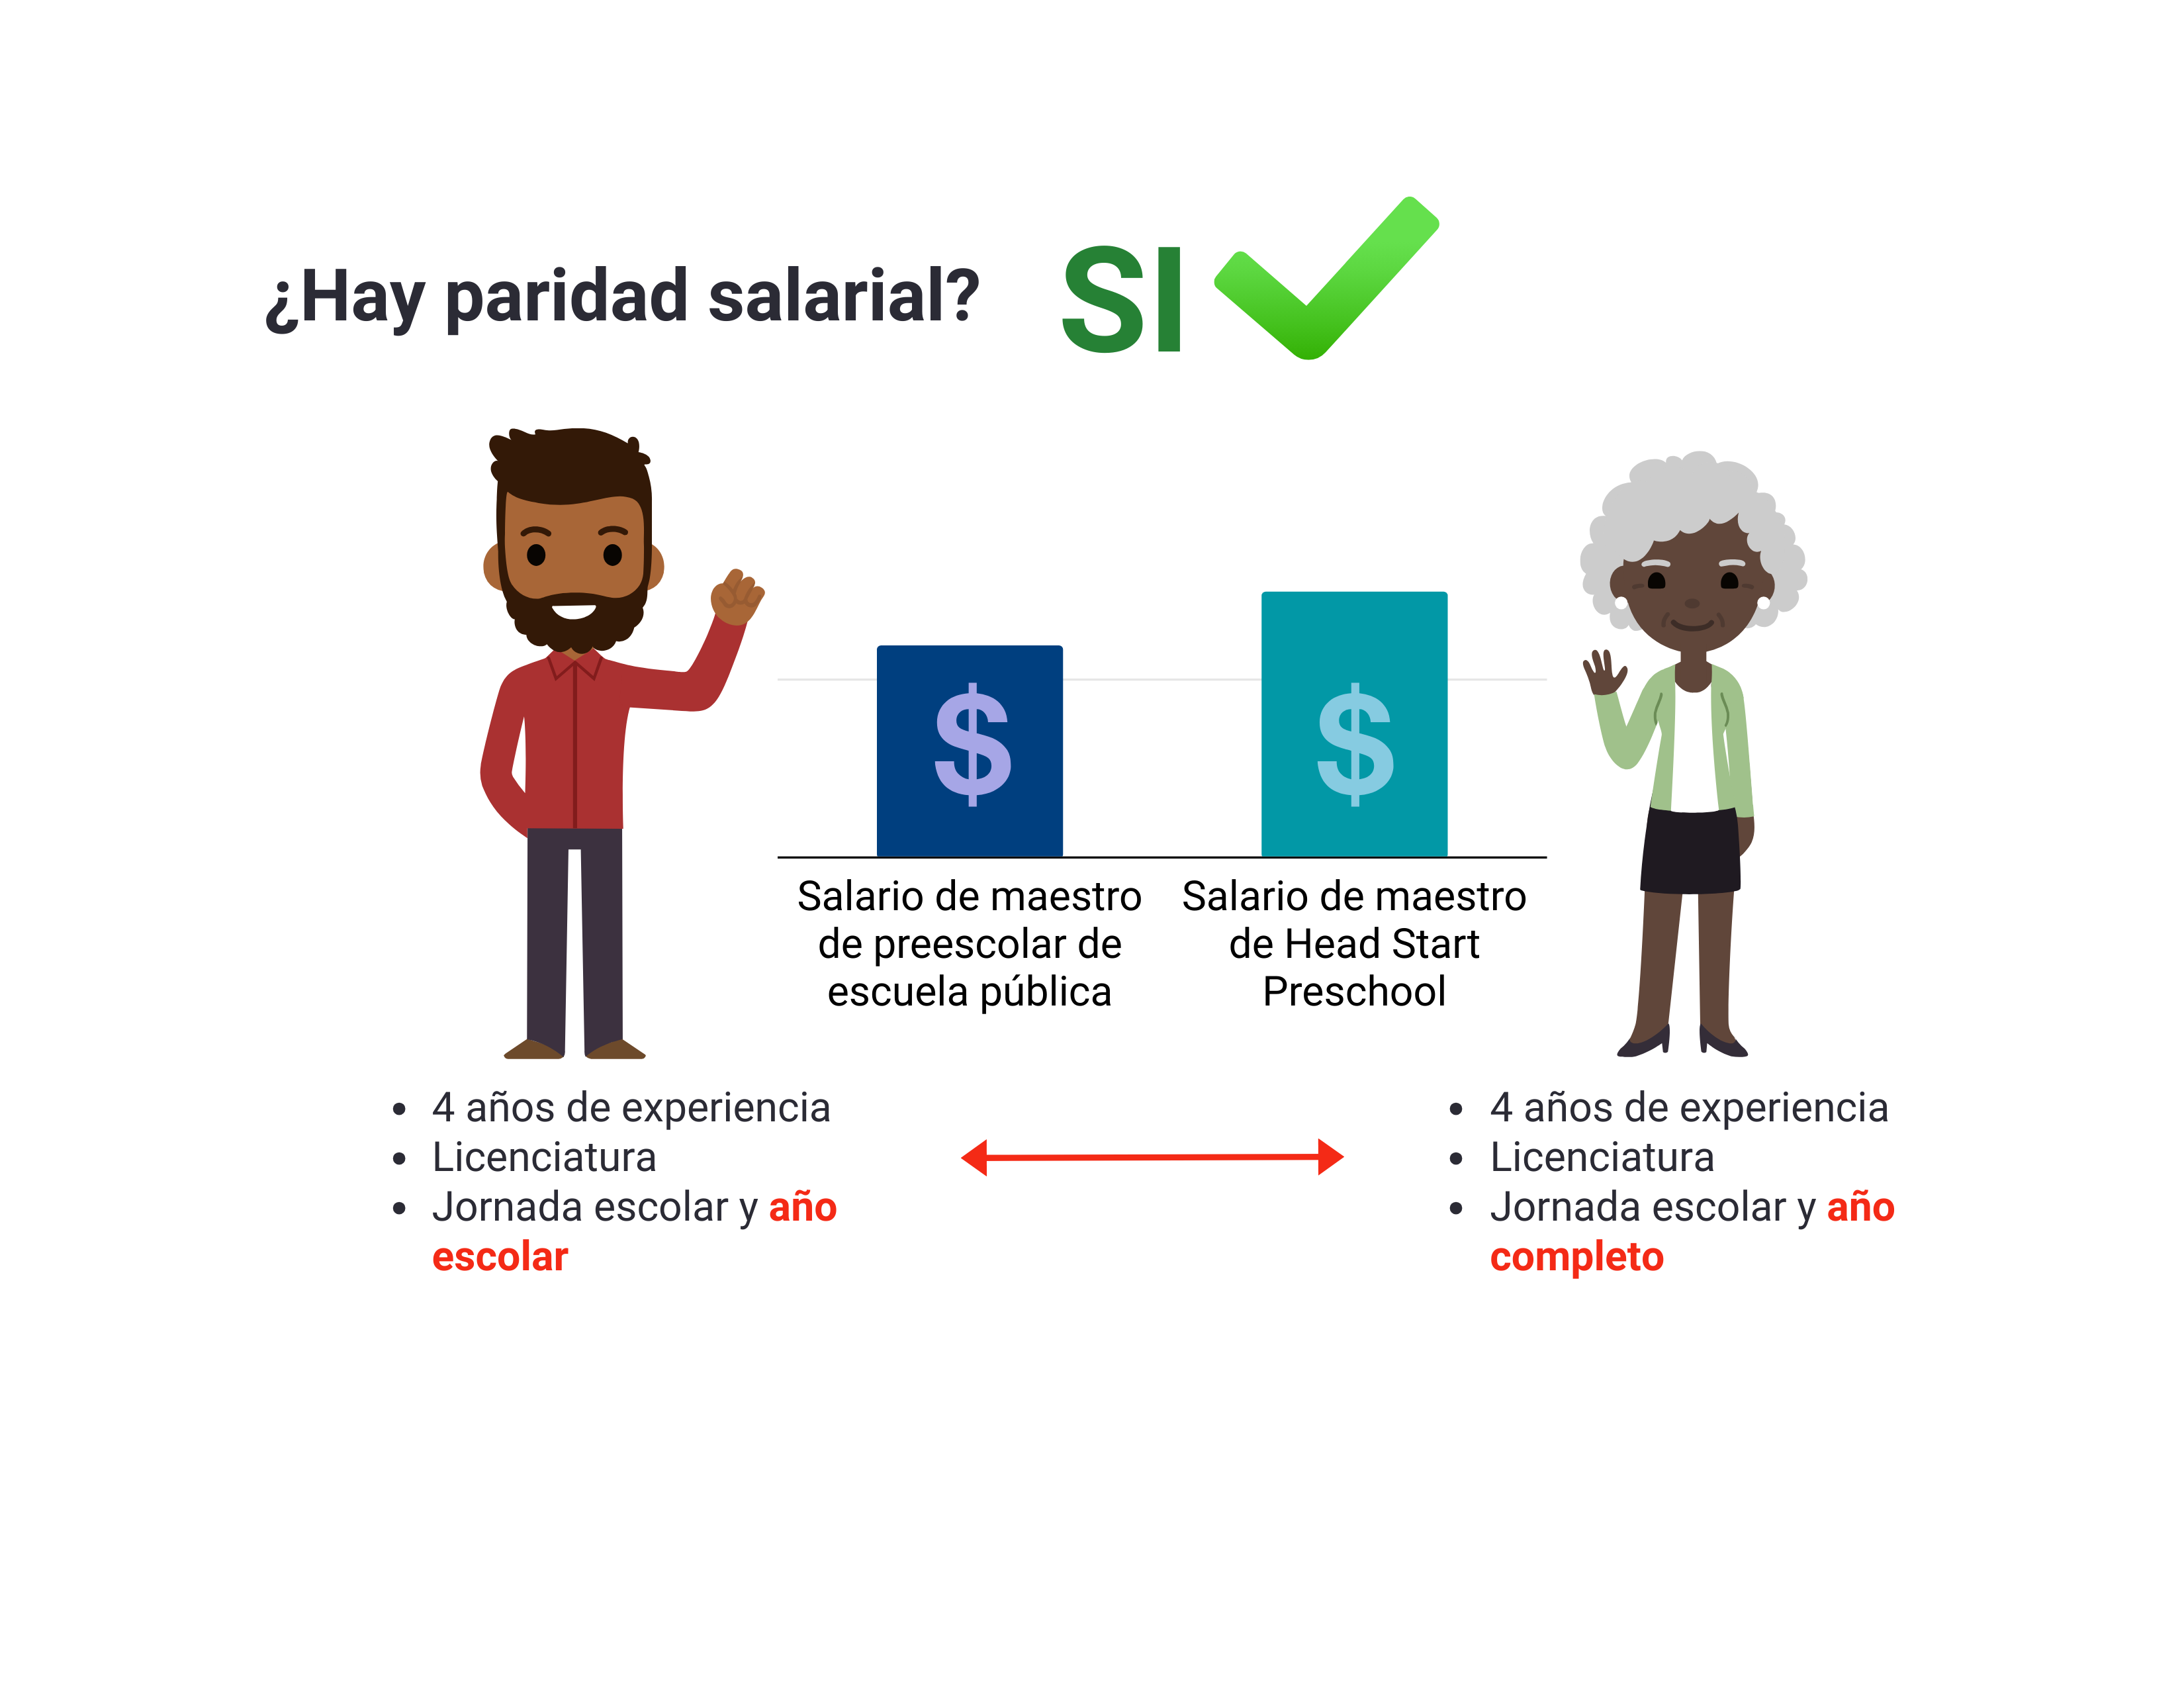 ¿Hay paridad salarial?
SI
$
$
Salario de maestro
de preescolar de
escuela pública
Salario de maestro
de Head Start
Preschool
• 4 años de experiencia
• Licenciatura
• Jornada escolar y año
escolar
• 4 años de experiencia
• Licenciatura
• Jornada escolar y año
completo